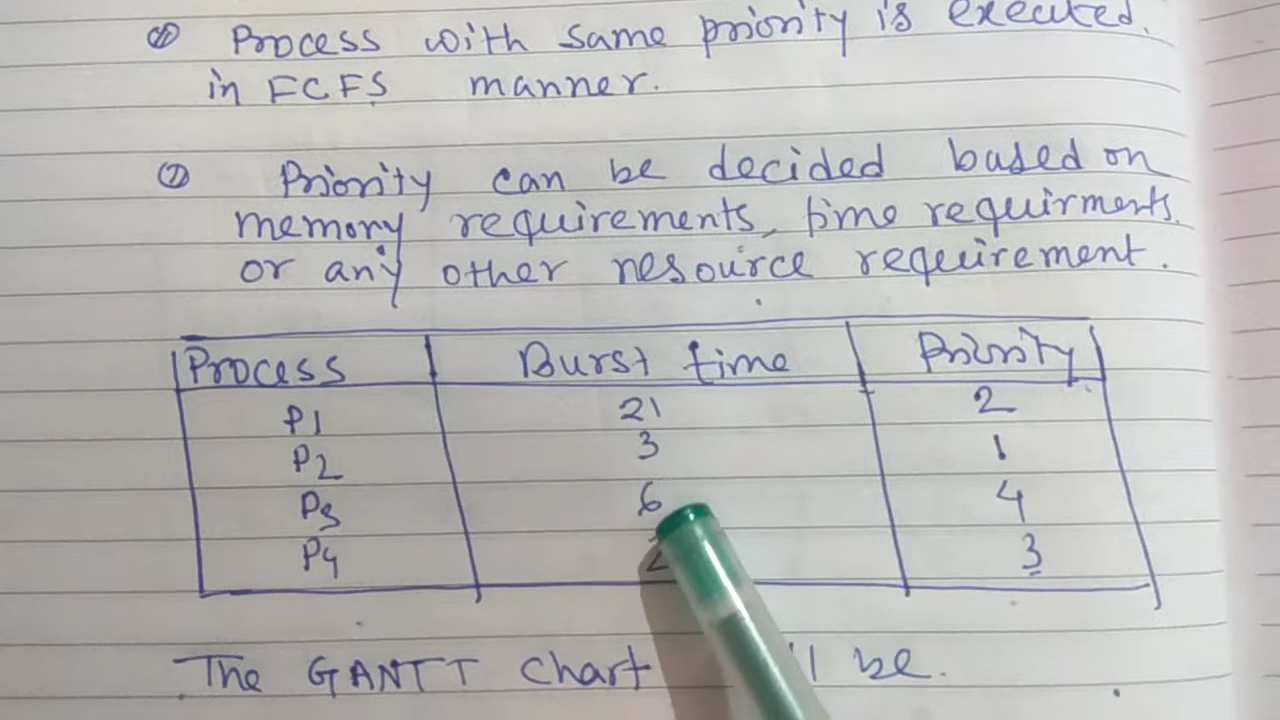 ⑥ Process with same priority is executed.
in FCFS manner.
⑦ Priority can be decided based on
memory requirements, time requirments.
or any other resource requirement.
Process Burst time Priority
P1 21 2
P2 3 1
P3 6 4
P4 2 3
The GANTT Chart be.